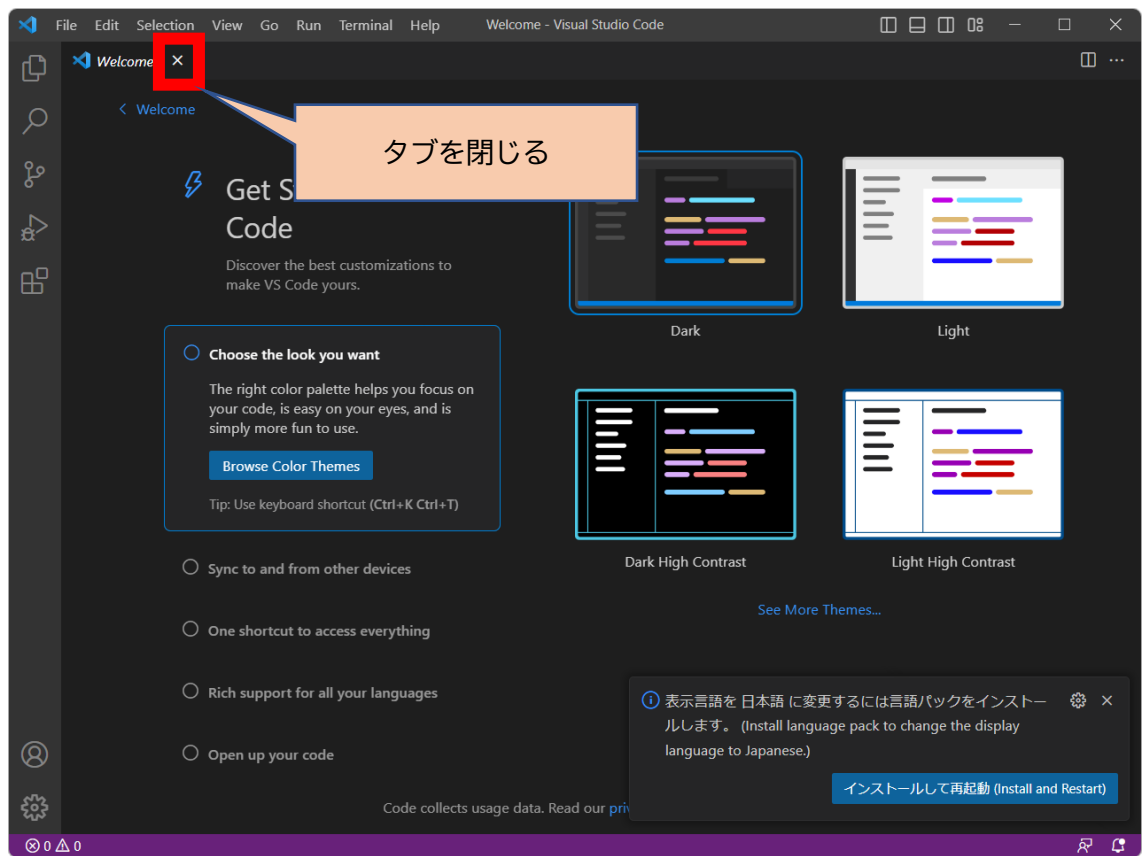 File Edit Selection View Go Run Terminal Help Welcome - Visual Studio Code
Welcome
Welcome
タブを閉じる
Get
Code
Discover the best customizations to
make VS Code yours.
Choose the look you want
The right color palette helps you focus on
your code, is easy on your eyes, and is
simply more fun to use.
Browse Color Themes
Tip: Use keyboard shortcut (Ctrl+K Ctrl+T)
Sync to and from other devices
One shortcut to access everything
Rich support for all your languages
Open up your code
Dark
Light
Dark High Contrast
Light High Contrast
See More Themes...
表示言語を 日本語 に変更するには言語パックをインストー
ルします。 (Install language pack to change the display
language to Japanese.)
インストールして再起動 (Install and Restart)
Code collects usage data. Read our
0 0